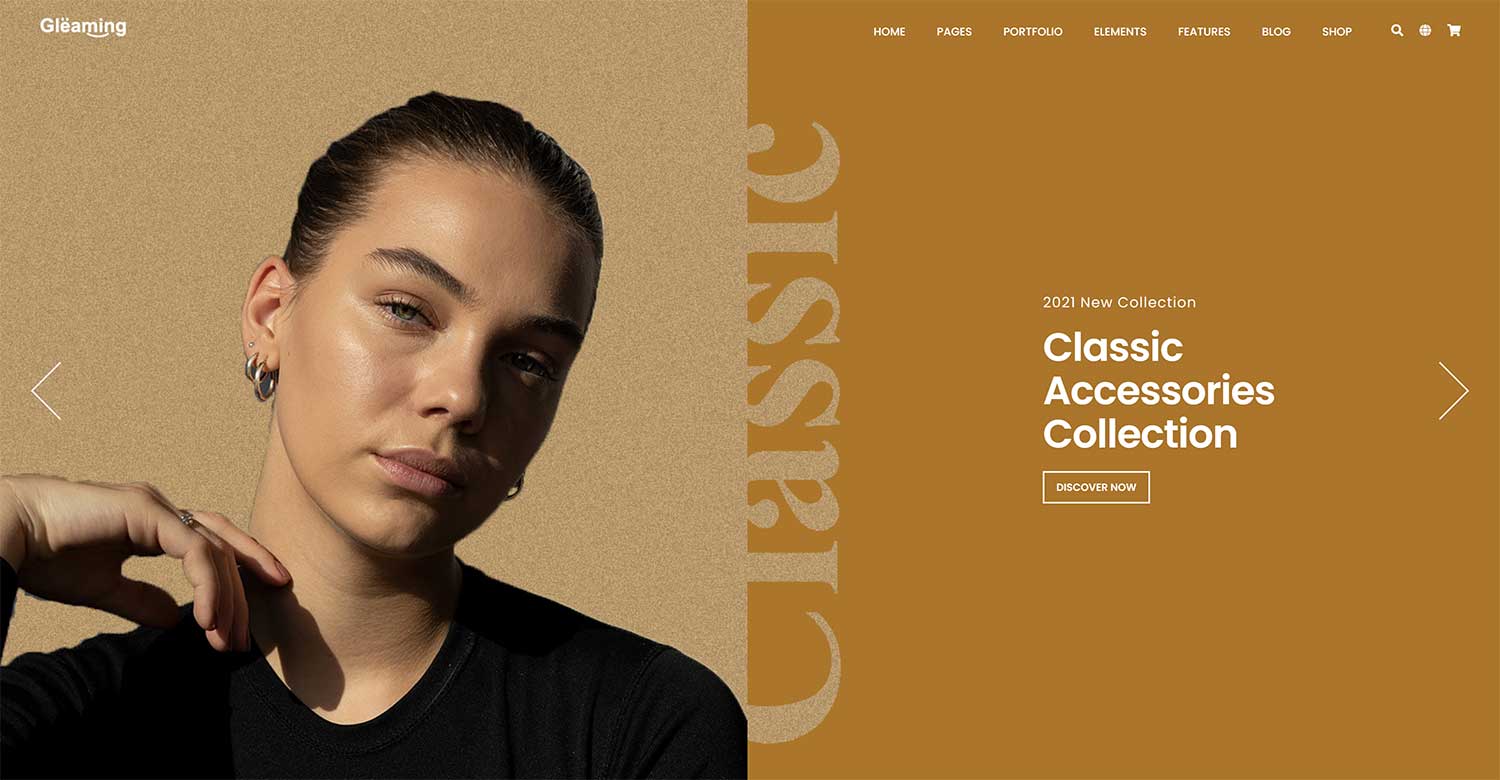 Glëaming
HOME PAGES PORTFOLIO ELEMENTS FEATURES BLOG SHOP
Classic
2021 New Collection
Classic
Accessories
Collection
DISCOVER NOW